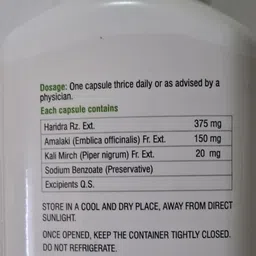 Dosage: One capsule thrice daily or as advised by a
physician.
Each capsule contains
Haridra Rz. Ext. 375 mg
Amalaki (Emblica officinalis) Fr. Ext. 150 mg
Kali Mirch (Piper nigrum) Fr. Ext. 20 mg
Sodium Benzoate (Preservative)
Excipients Q.S.
STORE IN A COOL AND DRY PLACE, AWAY FROM DIRECT
SUNLIGHT.
ONCE OPENED, KEEP THE CONTAINER TIGHTLY CLOSED.
DO NOT REFRIGERATE.